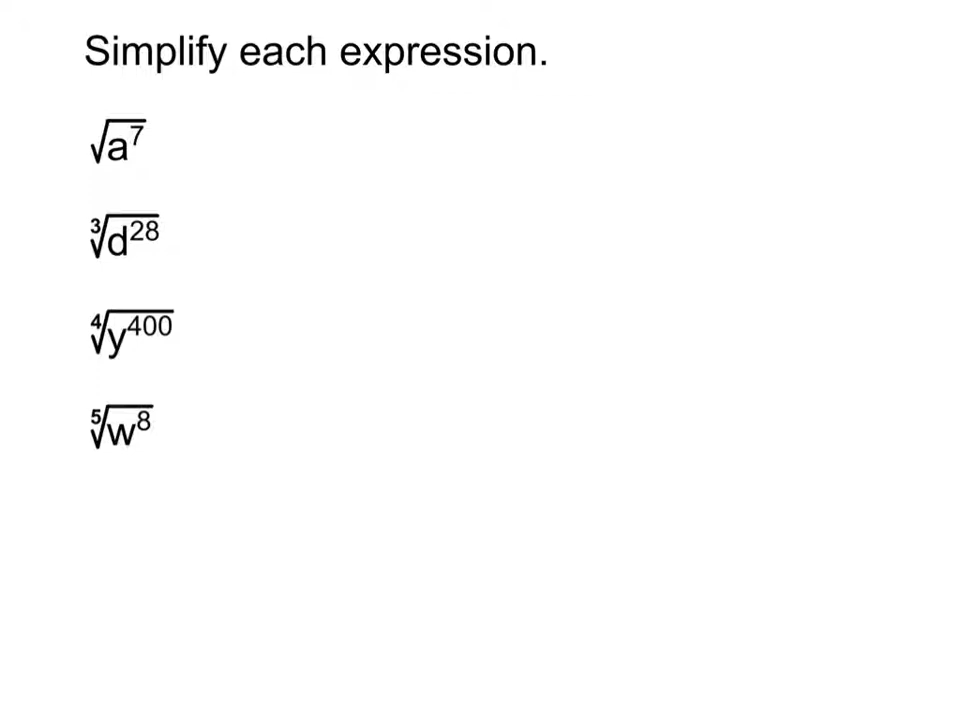 Simplify each expression.
√a⁷
∛d²⁸
∜y⁴⁰⁰
⁵√w⁸